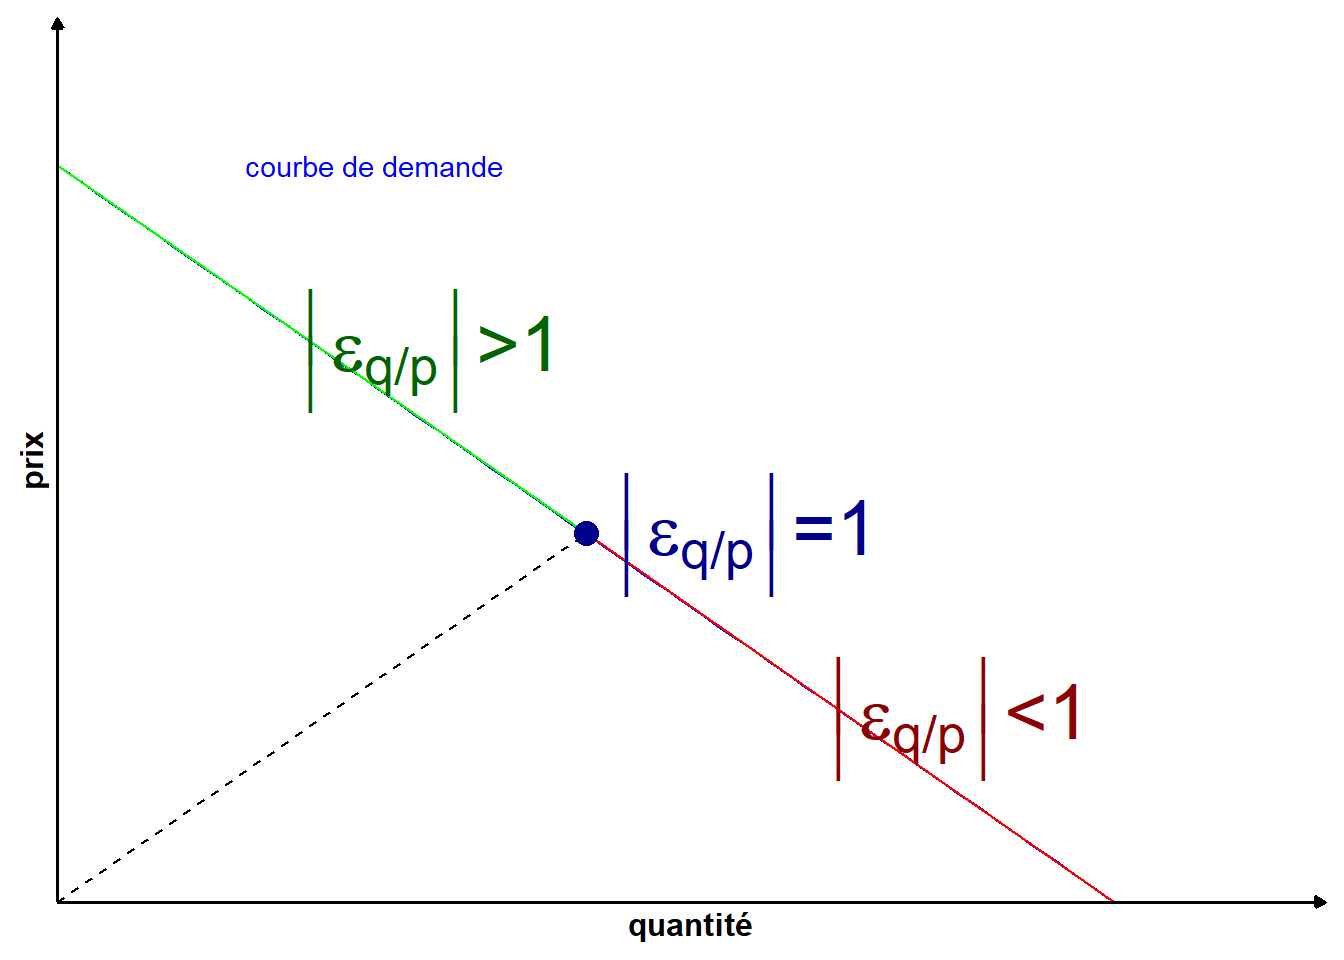 courbe de demande
|εq/p| >1
prix
|εq/p| =1
|εq/p| <1
quantité